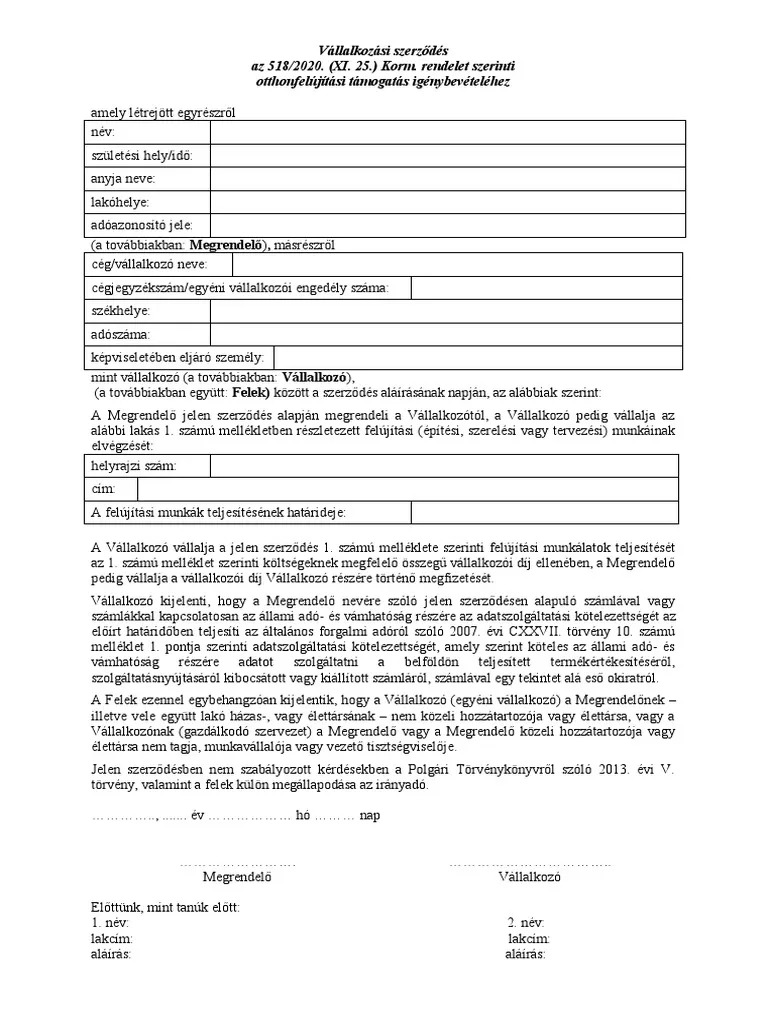 Vállalkozási szerződés
az 518/2020. (XI. 25.) Korm. rendelet szerinti
otthonfelújítási támogatás igénybevételéhez
amely létrejött egyrészről
név:
születési hely/idő:
anyja neve:
lakóhelye:
adóazonosító jele:
(a továbbiakban: Megrendelő), másrészről
cég/vállalkozó neve:
cégjegyzékszám/egyéni vállalkozói engedély száma:
székhelye:
adószáma:
képviseletében eljáró személy:
mint vállalkozó (a továbbiakban: Vállalkozó),
(a továbbiakban együtt: Felek) között a szerződés aláírásának napján, az alábbiak szerint:
A Megrendelő jelen szerződés alapján megrendeli a Vállalkozótól, a Vállalkozó pedig vállalja az
alábbi lakás 1. számú mellékletben részletezett felújítási (építési, szerelési vagy tervezési) munkáinak
elvégzését:
helyrajzi szám:
cím:
A felújítási munkák teljesítésének határideje:
A Vállalkozó vállalja a jelen szerződés 1. számú melléklete szerinti felújítási munkálatok teljesítését
az 1. számú melléklet szerinti költségeknek megfelelő összegű vállalkozói díj ellenében, a Megrendelő
pedig vállalja a vállalkozói díj Vállalkozó részére történő megfizetését.
Vállalkozó kijelenti, hogy a Megrendelő nevére szóló jelen szerződésen alapuló számlával vagy
számlákkal kapcsolatosan az állami adó- és vámhatóság részére az adatszolgáltatási kötelezettségét az
előírt határidőben teljesíti az általános forgalmi adóról szóló 2007. évi CXXVII. törvény 10. számú
melléklet 1. pontja szerinti adatszolgáltatási kötelezettségét, amely szerint köteles az állami adó- és
vámhatóság részére adatot szolgáltatni a belföldön teljesített termékértékesítéséről,
szolgáltatásnyújtásáról kibocsátott vagy kiállított számláról, számlával egy tekintet alá eső okiratról.
A Felek ezennel egybehangzóan kijelentik, hogy a Vállalkozó (egyéni vállalkozó) a Megrendelőnek –
illetve vele együtt lakó házas-, vagy élettársának – nem közeli hozzátartozója vagy élettársa, vagy a
Vállalkozónak (gazdálkodó szervezet) a Megrendelő vagy a Megrendelő közeli hozzátartozója vagy
élettársa nem tagja, munkavállalója vagy vezető tisztségviselője.
Jelen szerződésben nem szabályozott kérdésekben a Polgári Törvénykönyvről szóló 2013. évi V.
törvény, valamint a felek külön megállapodása az irányadó.
………….., ....... év ……………… hó ……… nap
……………………. ……………………………..
Megrendelő Vállalkozó
Előttünk, mint tanúk előtt:
1. név: 2. név:
lakcím: lakcím:
aláírás: aláírás: